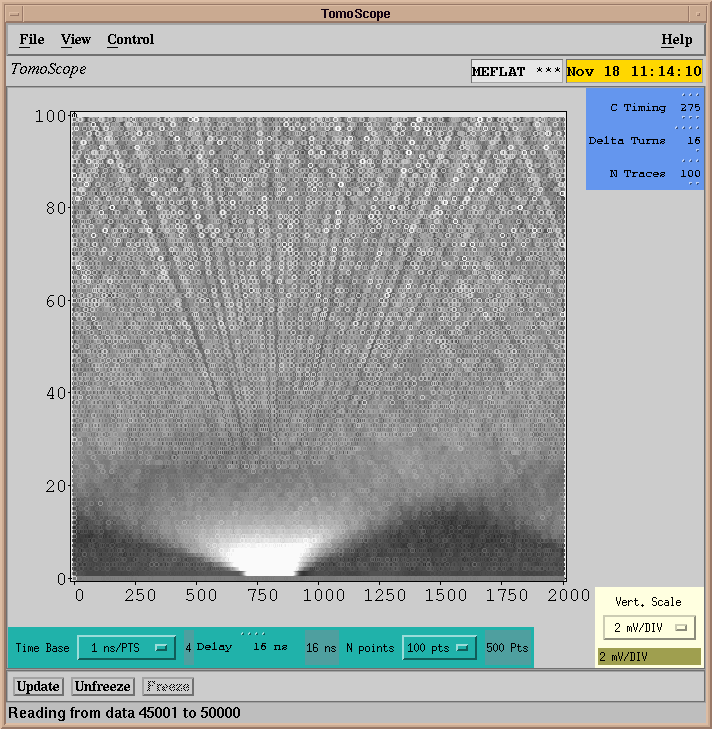 TomoScope
File View Control Help
TomoScope MEFLAT *** Nov 18 11:14:10
C Timing 275
Delta Turns 16
N Traces 100
100
80
60
40
20
0
0 250 500 750 1000 1250 1500 1750 2000
Vert. Scale
2 mV/DIV
2 mV/DIV
Time Base 1 ns/PTS 4 Delay 16 ns 16 ns N points 100 pts 500 Pts
Update Unfreeze Freeze
Reading from data 45001 to 50000